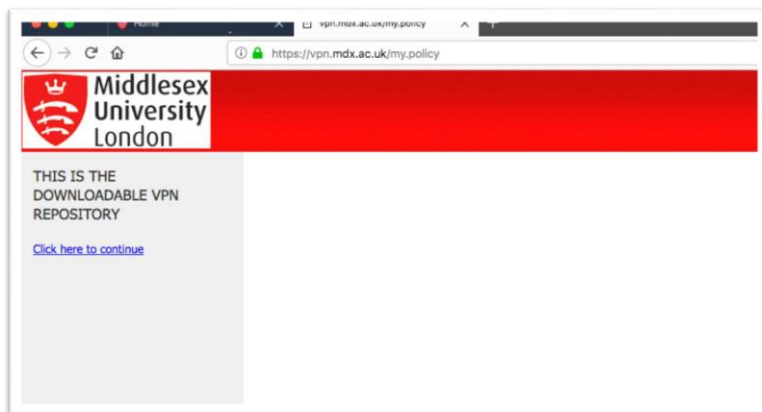 Home
vpn.mdx.ac.uk/my.policy
https://vpn.mdx.ac.uk/my.policy
Middlesex
University
London
THIS IS THE
DOWNLOADABLE VPN
REPOSITORY
Click here to continue